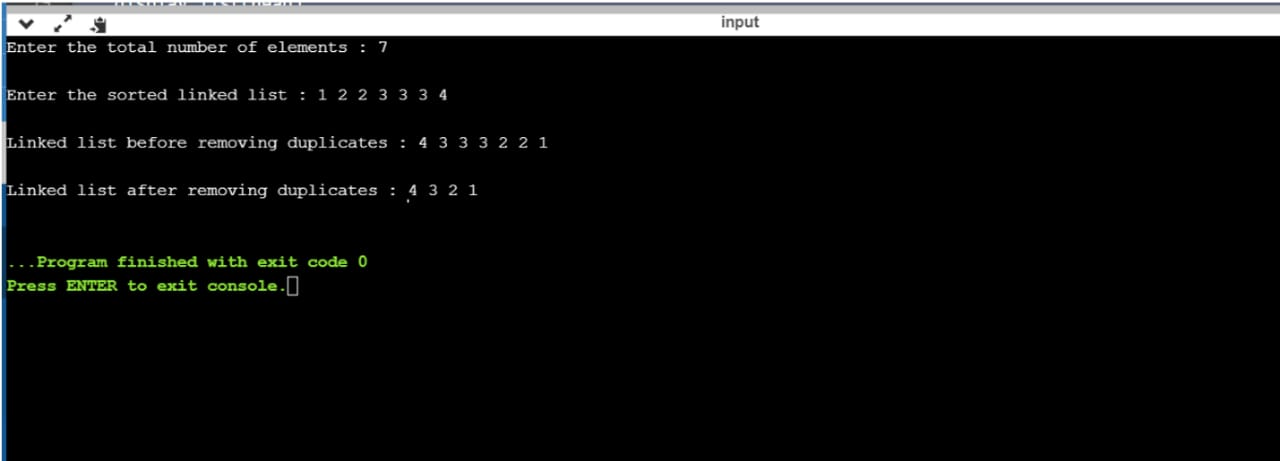 input
Enter the total number of elements : 7
Enter the sorted linked list : 1 2 2 3 3 3 4
Linked list before removing duplicates : 4 3 3 3 2 2 1
Linked list after removing duplicates : 4 3 2 1
...Program finished with exit code 0
Press ENTER to exit console.